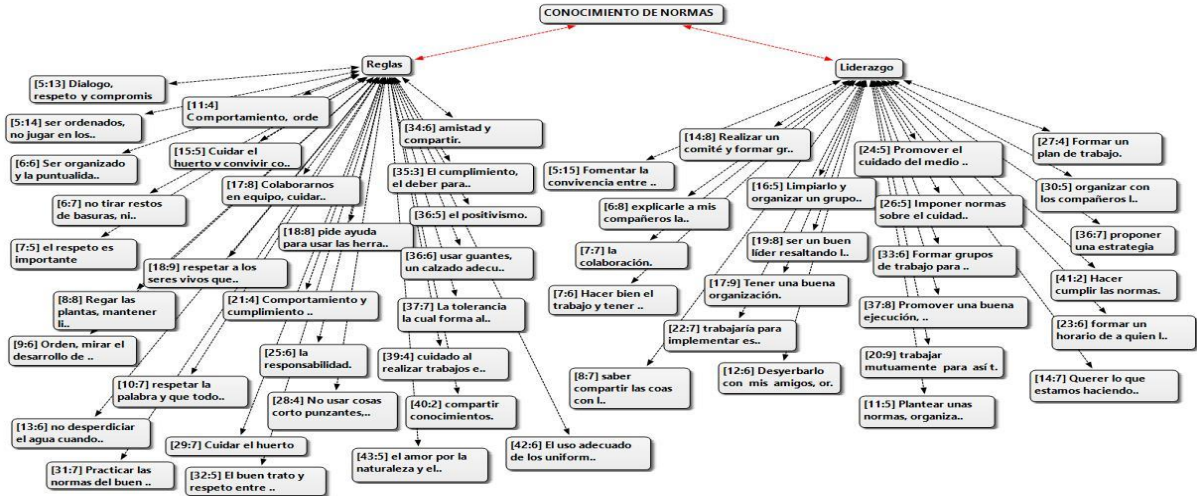 CONOCIMIENTO DE NORMAS
Reglas
Liderazgo
[5:13] Dialogo,
respeto y compromis
[11:4]
Comportamiento, orde
[5:14] ser ordenados,
no jugar en los..
[15:5] Cuidar el
huerto y convivir co..
[6:6] Ser organizado
y la puntualida..
[17:8] Colaborarnos
en equipo, cuidar..
[6:7] no tirar restos
de basuras, ni..
[18:8] pide ayuda
para usar las herra..
[7:5] el respeto es
importante
[18:9] respetar a los
seres vivos que..
[8:8] Regar las
plantas, mantener
li..
[21:4] Comportamiento y
cumplimiento ..
[9:6] Orden, mirar el
desarrollo de ..
[25:6] la
responsabilidad.
[10:7] respetar la
palabra y que todo..
[28:4] No usar cosas
corto punzantes,..
[13:6] no desperdiciar
el agua cuando..
[29:7] Cuidar el huerto
[31:7] Practicar las
normas del buen ..
[32:5] El buen trato y
respeto entre ..
[34:6] amistad y
compartir.
[35:3] El cumplimiento,
el deber para..
[36:5] el positivismo.
[36:6] usar guantes,
un calzado adecu..
[37:7] La tolerancia
la cual forma al..
[39:4] cuidado al
realizar trabajos e..
[40:2] compartir
conocimientos.
[43:5] el amor por la
naturaleza y el..
[42:6] El uso adecuado
de los uniform..
[14:8] Realizar un
comité y formar gr..
[5:15] Fomentar la
convivencia entre ..
[16:5] Limpiarlo y
organizar un grupo..
[6:8] explicarle a mis
compañeros la..
[19:8] ser un buen
líder resaltando l..
[7:7] la
colaboración.
[17:9] Tener una buena
organización.
[7:6] Hacer bien el
trabajo y tener ..
[22:7] trabajaría para
implementar es..
[8:7] saber
compartir las coas
con l..
[12:6] Desyerbarlo
con mis amigos, or.
[24:5] Promover el
cuidado del medio ..
[26:5] Imponer normas
sobre el cuidad..
[33:6] Formar grupos
de trabajo para ..
[37:8] Promover una buena
ejecución, ..
[20:9] trabajar
mutuamente para así t.
[11:5] Plantear unas
normas, organiza..
[27:4] Formar un
plan de trabajo.
[30:5] organizar con
los compañeros l..
[36:7] proponer
una estrategia
[41:2] Hacer
cumplir las normas.
[23:6] formar un
horario de a quien l..
[14:7] Querer lo que
estamos haciendo..